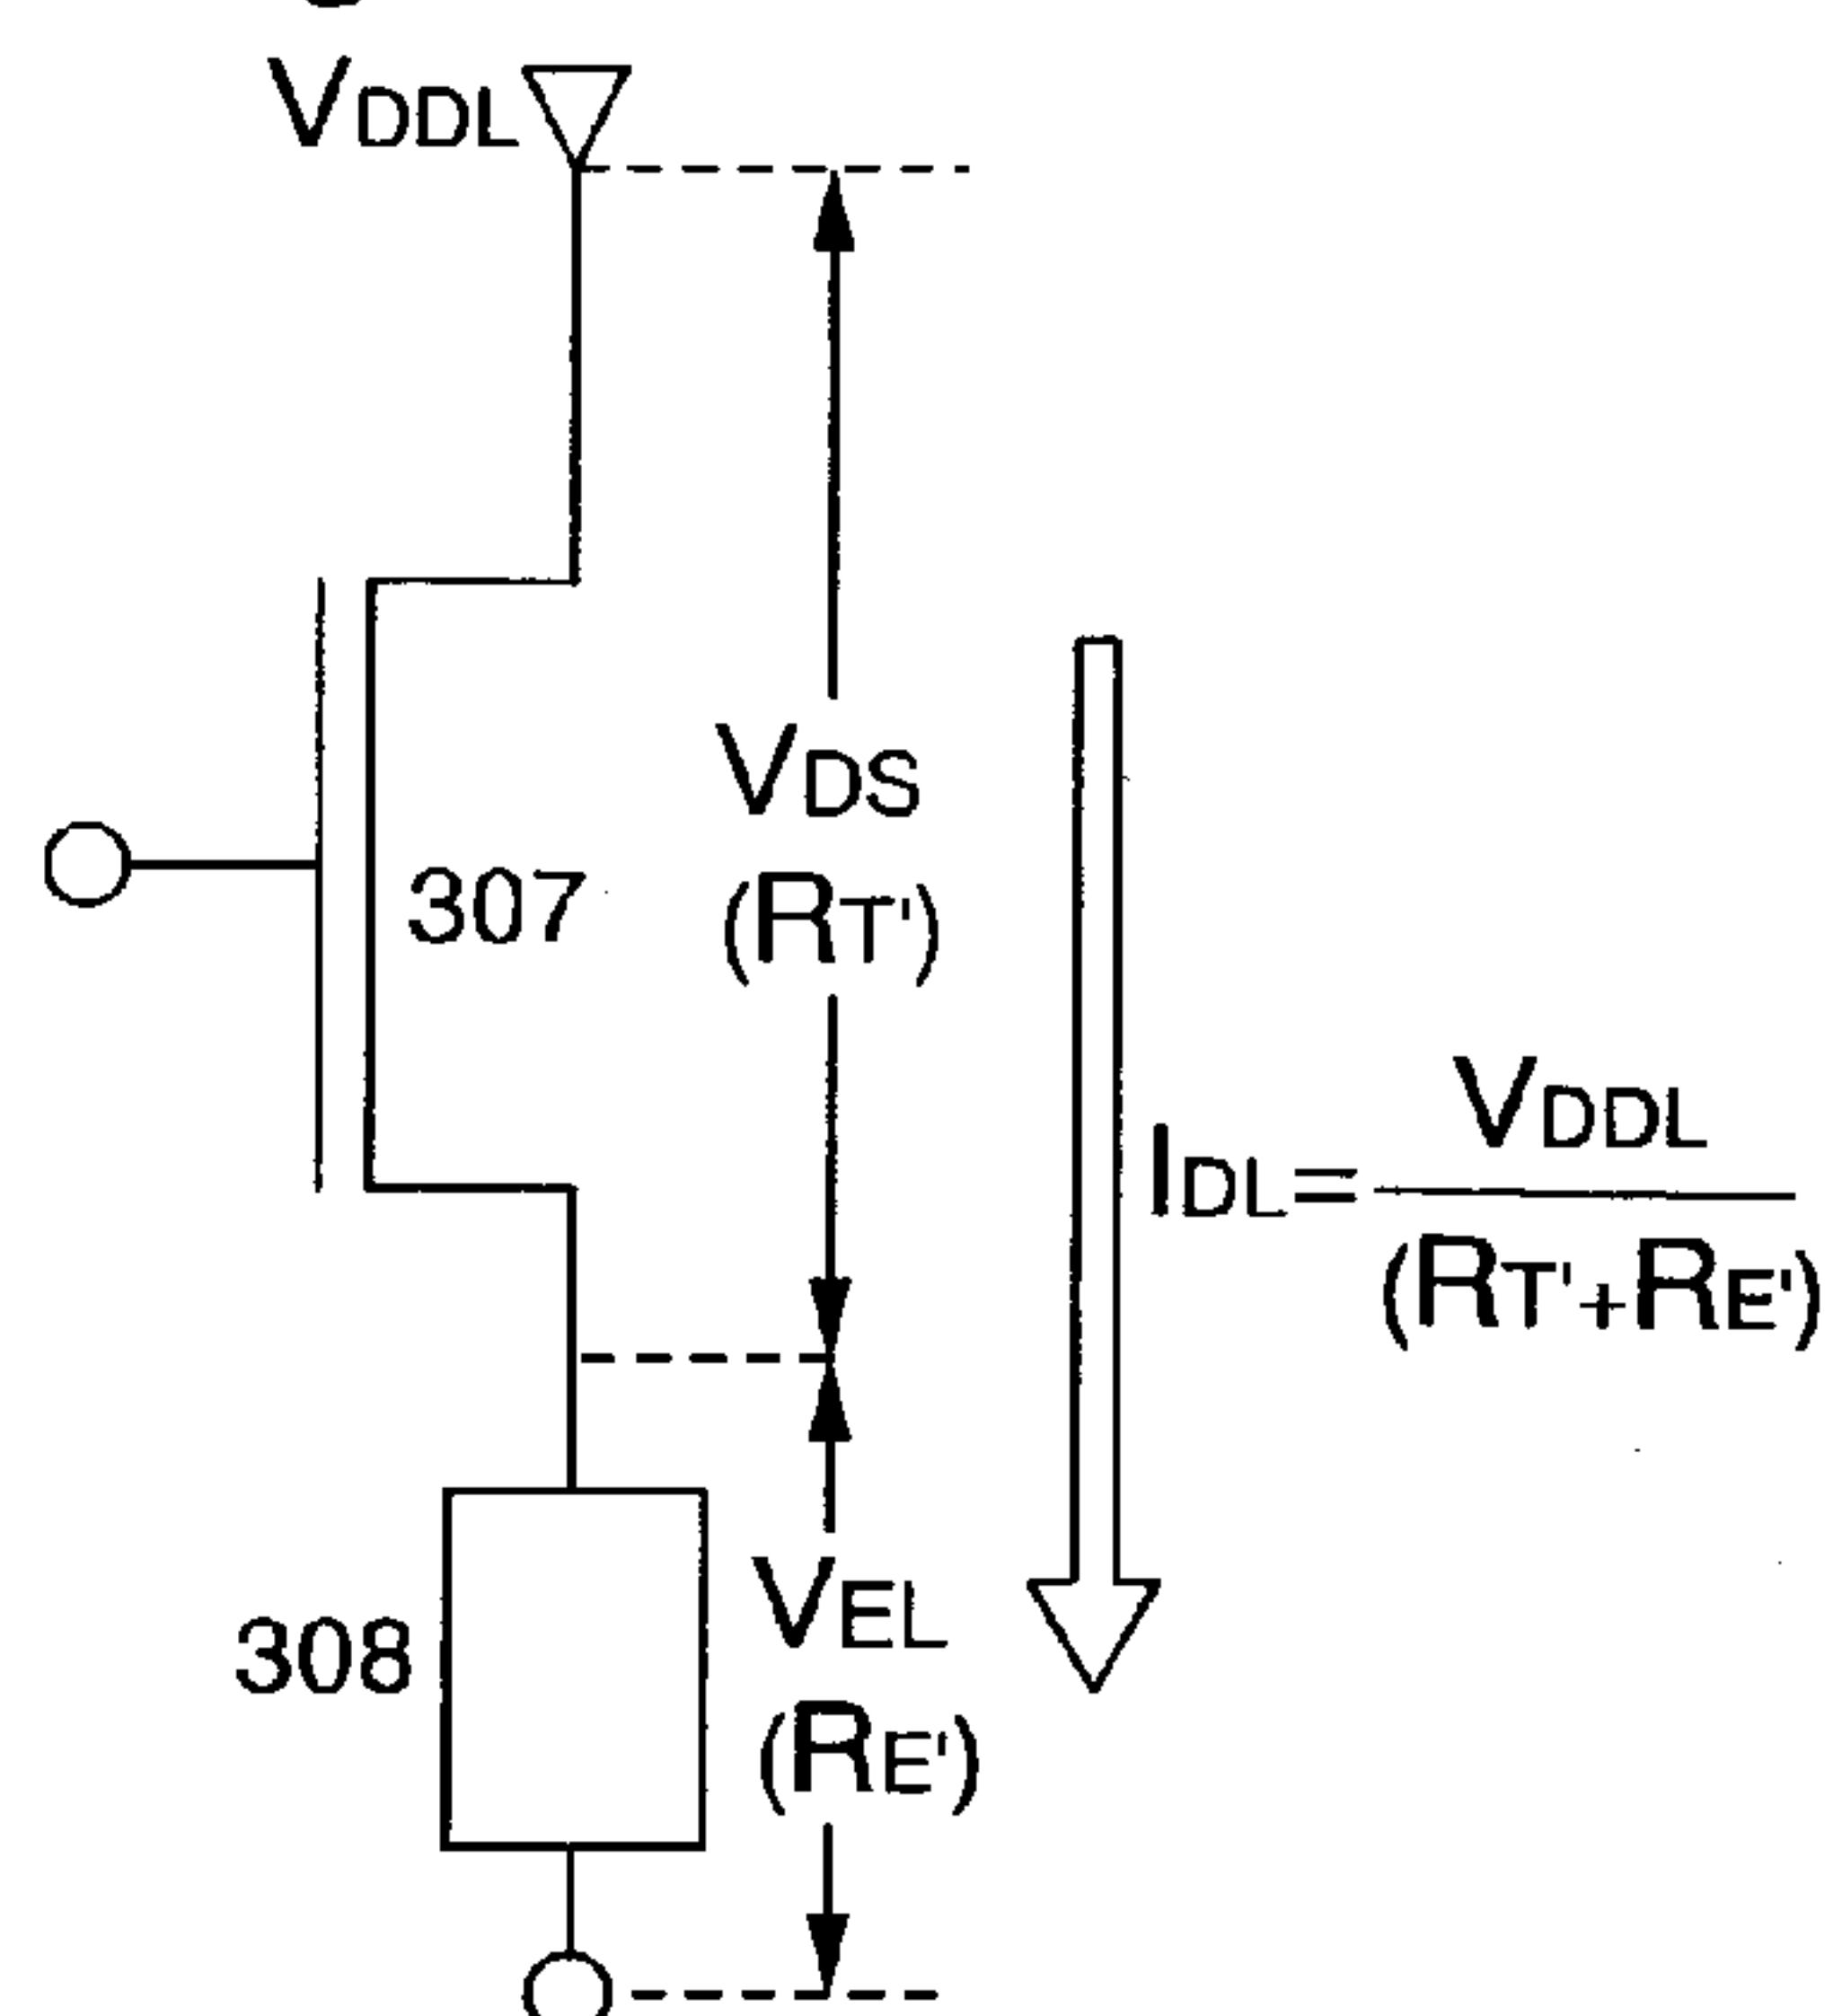 VDDL
VDS
(RT')
307
IDL= VDDL
(RT'+RE')
VEL
(RE')
308